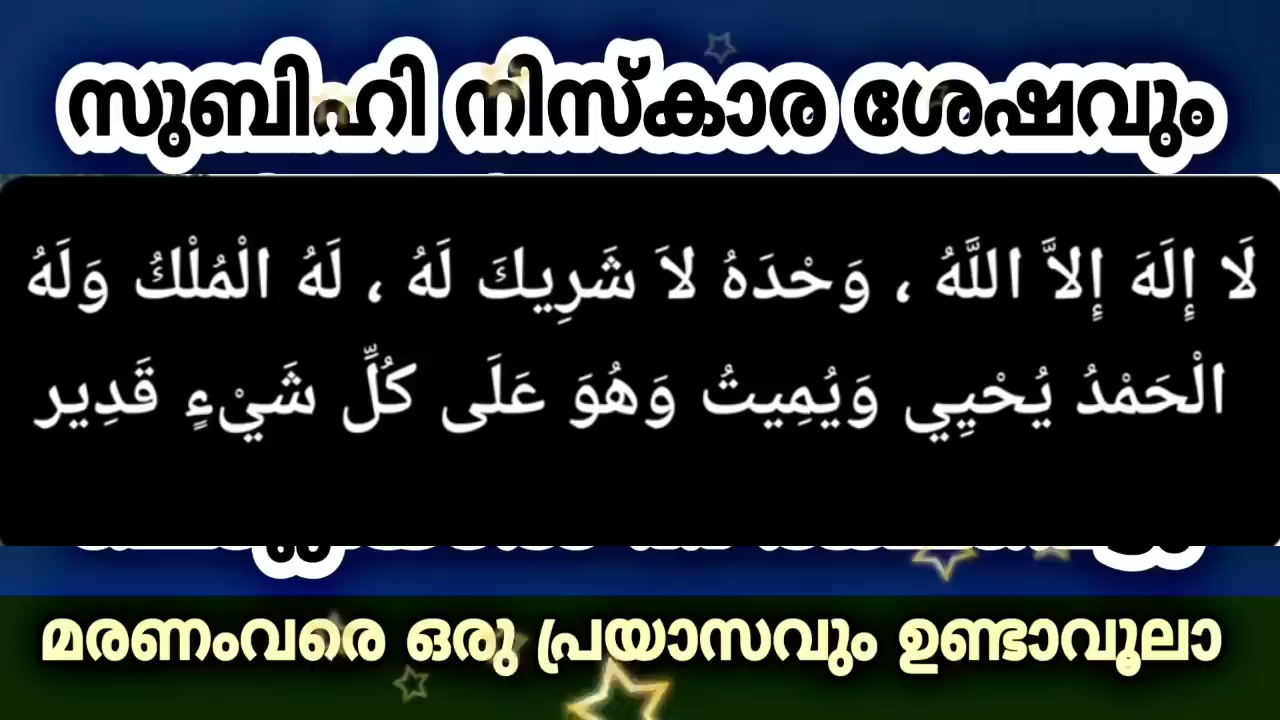 സുബിഹി നിസ്കാര ശേഷവും
لَا إِلَهَ إِلاَّ اللَّهُ ، وَحْدَهُ لاَ شَرِيكَ لَهُ ، لَهُ الْمُلْكُ وَلَهُ
الْحَمْدُ يُحْيِي وَيُمِيتُ وَهُوَ عَلَى كُلِّ شَيْءٍ قَدِير
മരണംവരെ ഒരു പ്രയാസവും ഉണ്ടാവൂലാ